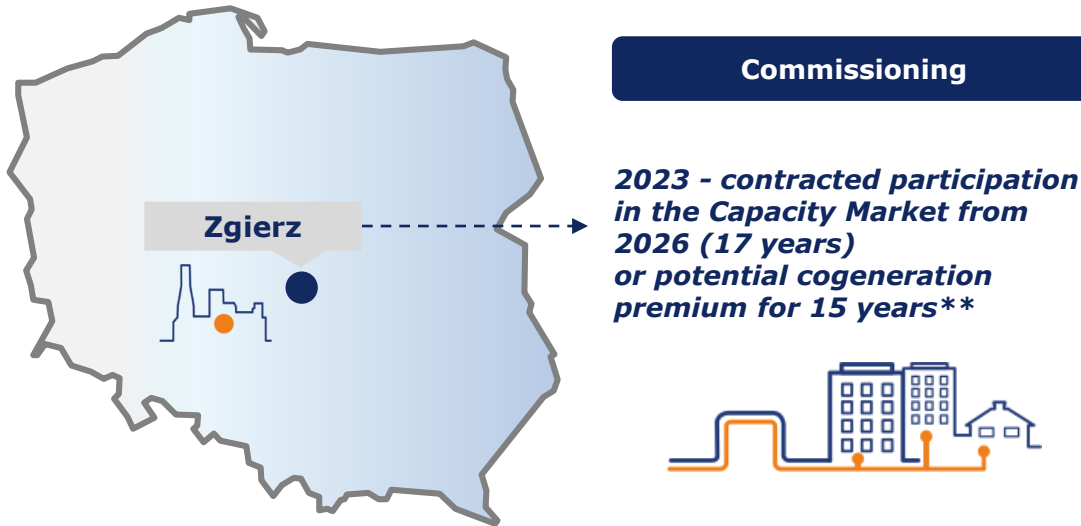 Commissioning
Zgierz
2023 - contracted participation
in the Capacity Market from
2026 (17 years)
or potential cogeneration
premium for 15 years**